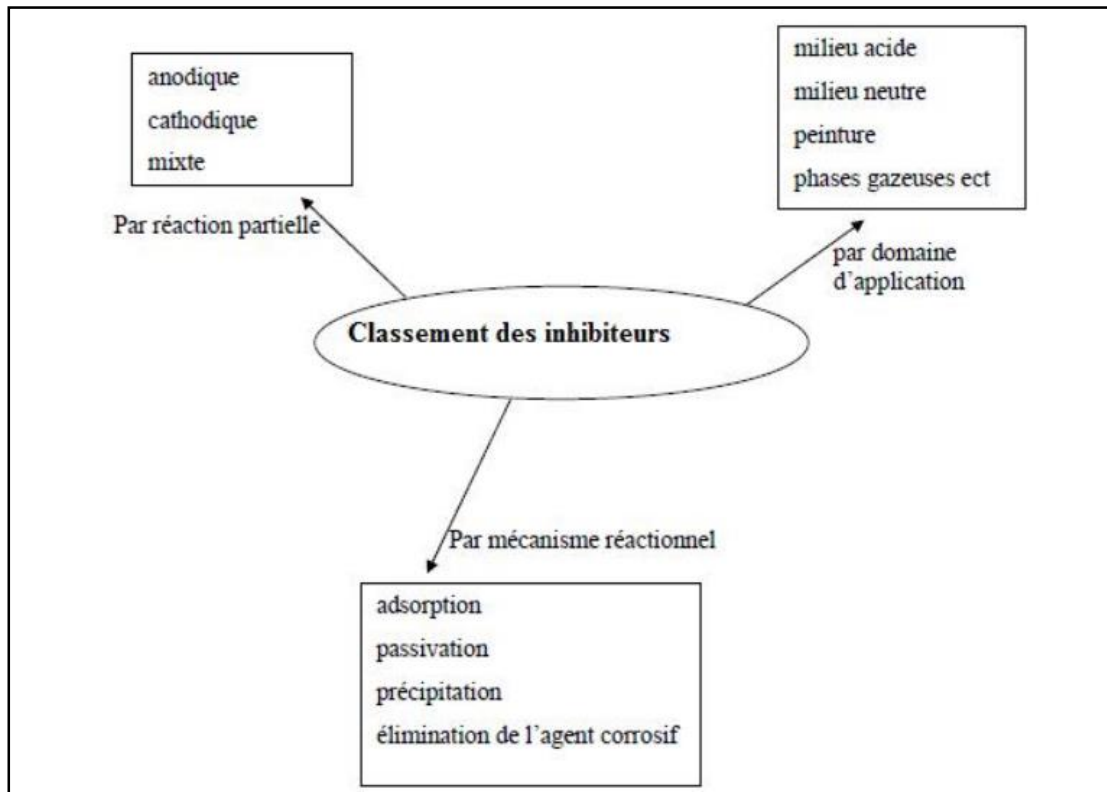 anodique
cathodique
mixte
Par réaction partielle
milieu acide
milieu neutre
peinture
phases gazeuses ect
par domaine
d’application
Classement des inhibiteurs
Par mécanisme réactionnel
adsorption
passivation
précipitation
élimination de l’agent corrosif